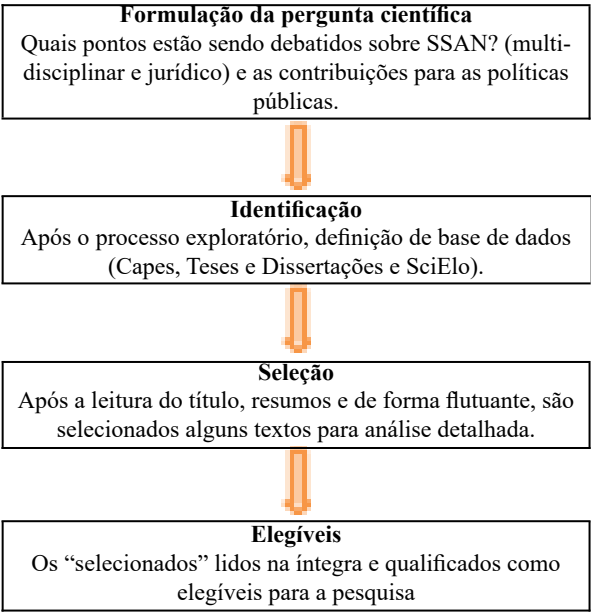 Formulação da pergunta científica
Quais pontos estão sendo debatidos sobre SSAN? (multi-
disciplinar e jurídico) e as contribuições para as políticas
públicas.
Identificação
Após o processo exploratório, definição de base de dados
(Capes, Teses e Dissertações e SciElo).
Seleção
Após a leitura do título, resumos e de forma flutuante, são
selecionados alguns textos para análise detalhada.
Elegíveis
Os “selecionados” lidos na íntegra e qualificados como
elegíveis para a pesquisa